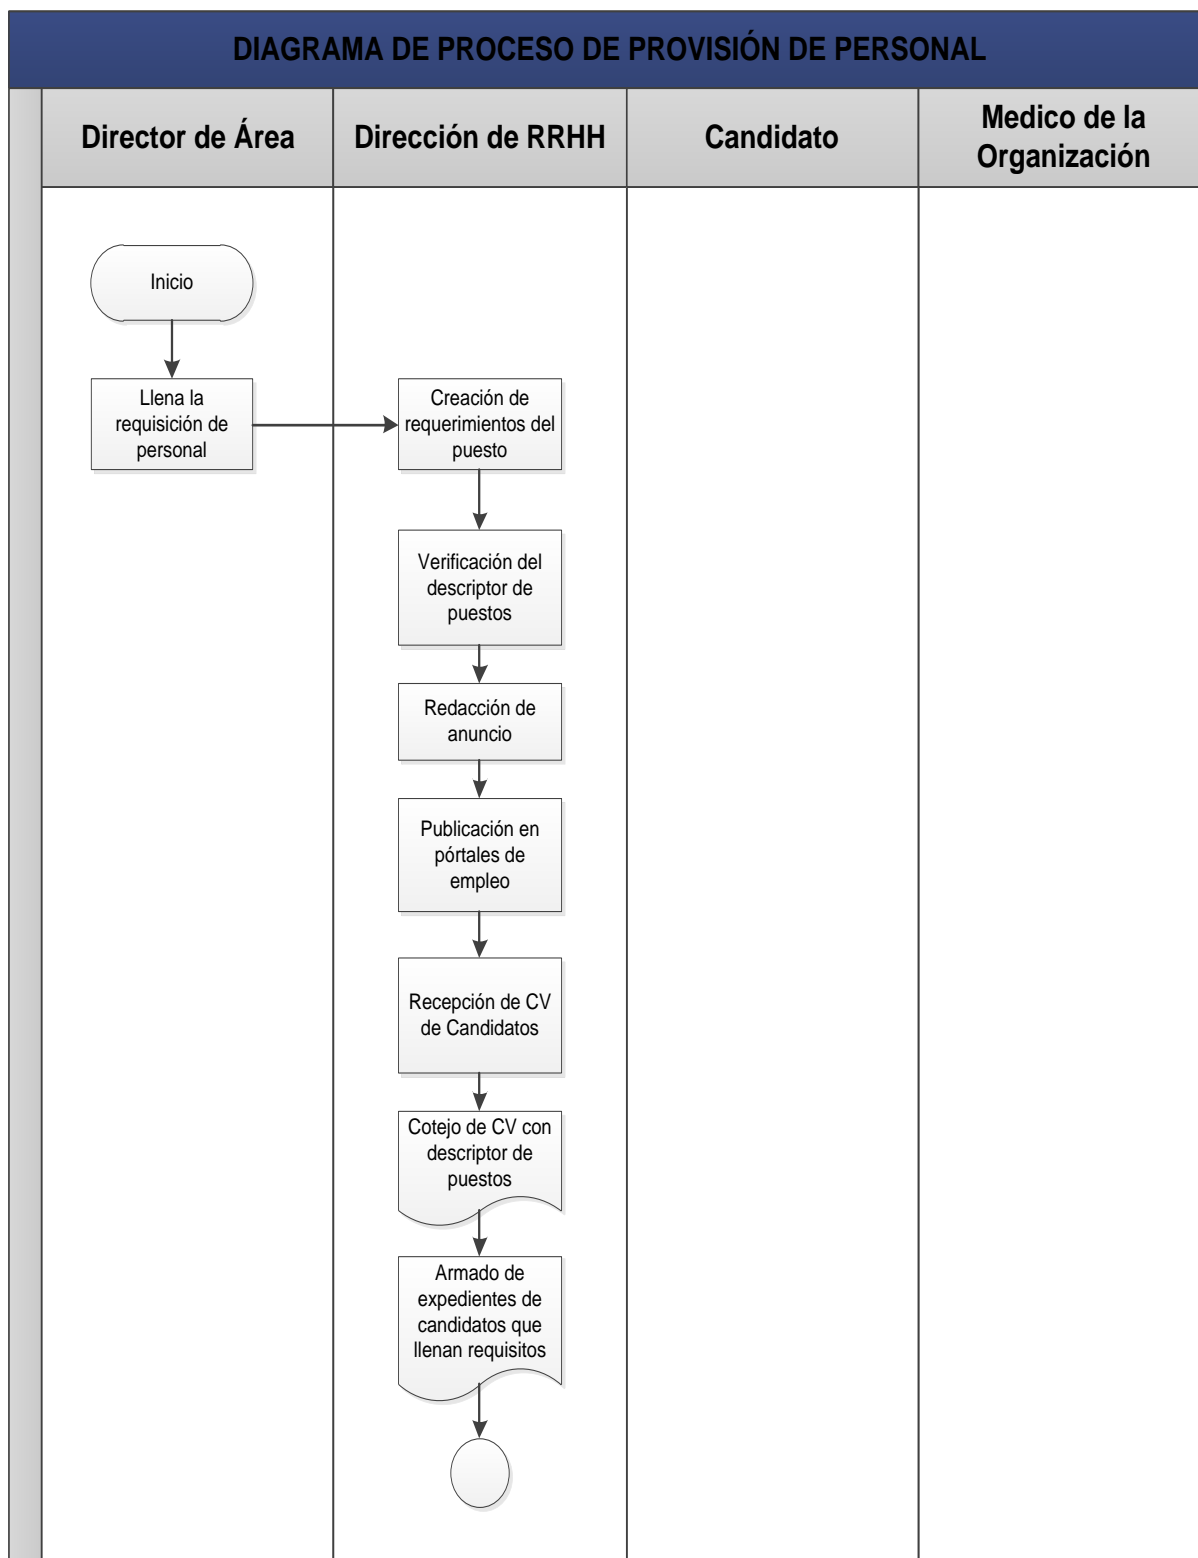 DIAGRAMA DE PROCESO DE PROVISIÓN DE PERSONAL
Director de Área
Dirección de RRHH
Candidato
Medico de la
Organización
Inicio
Llena la
requisición de
personal
Creación de
requerimientos del
puesto
Verificación del
descriptor de
puestos
Redacción de
anuncio
Publicación en
pórtales de
empleo
Recepción de CV
de Candidatos
Cotejo de CV con
descriptor de
puestos
Armado de
expedientes de
candidatos que
llenan requisitos